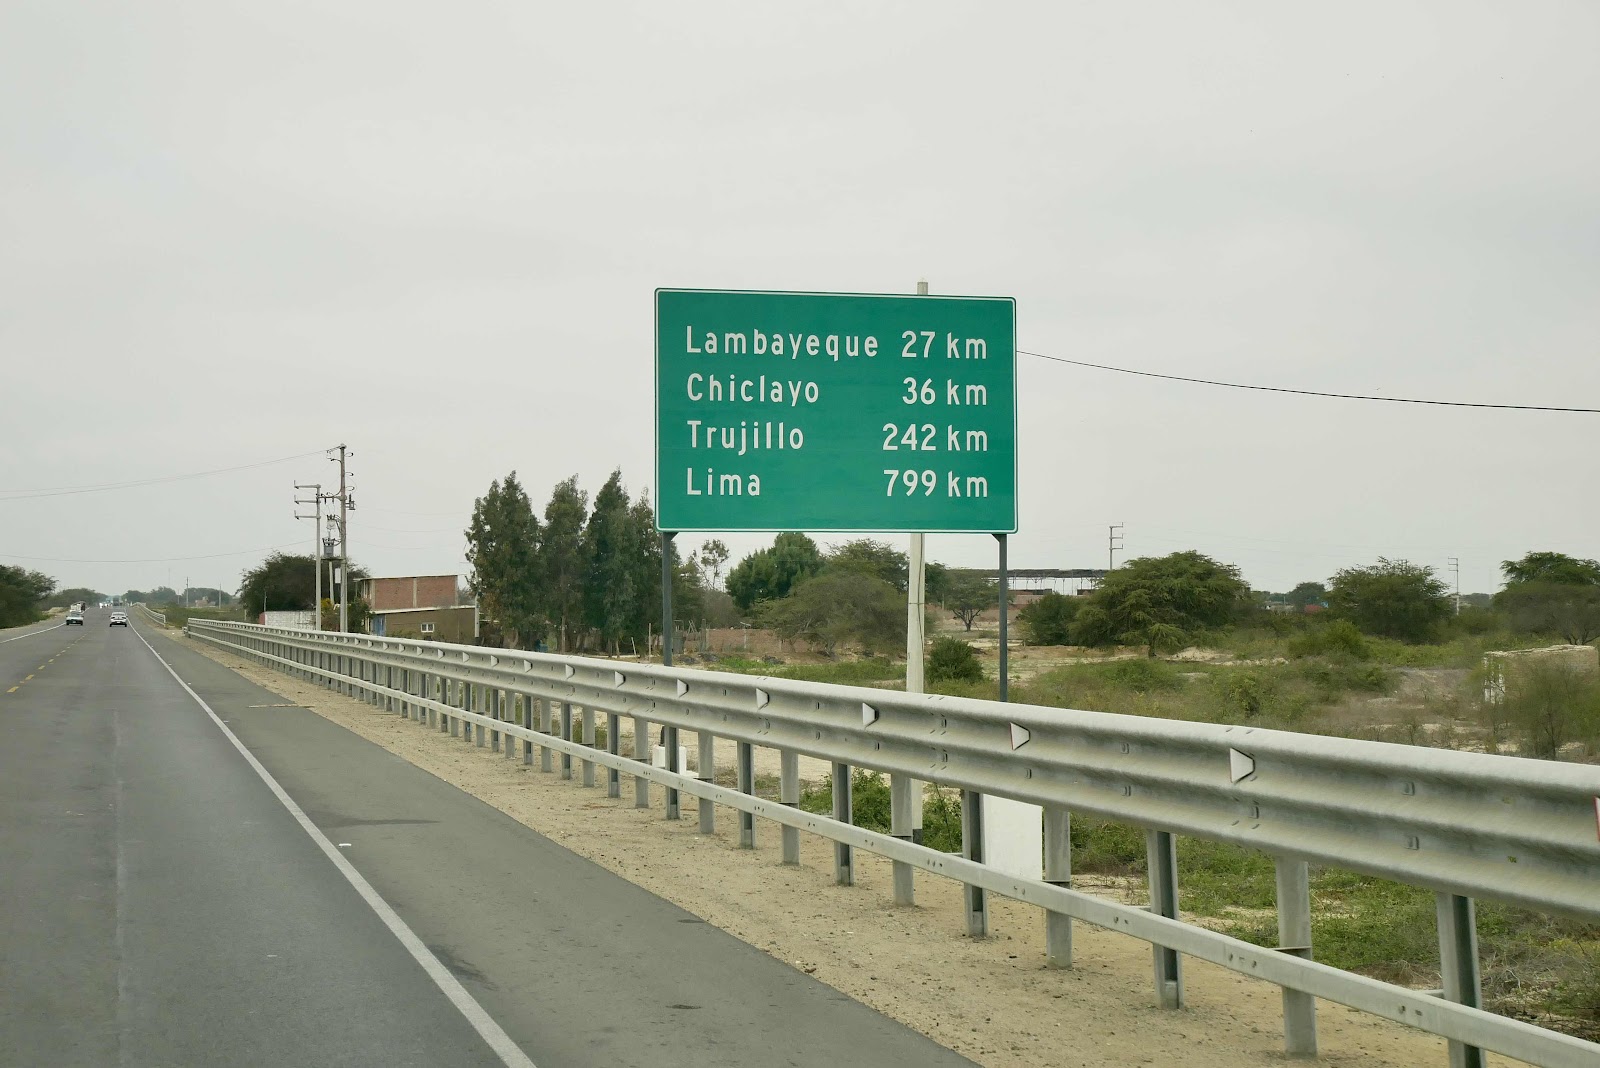 Lambayeque 27 km
Chiclayo 36 km
Trujillo 242 km
Lima 799 km